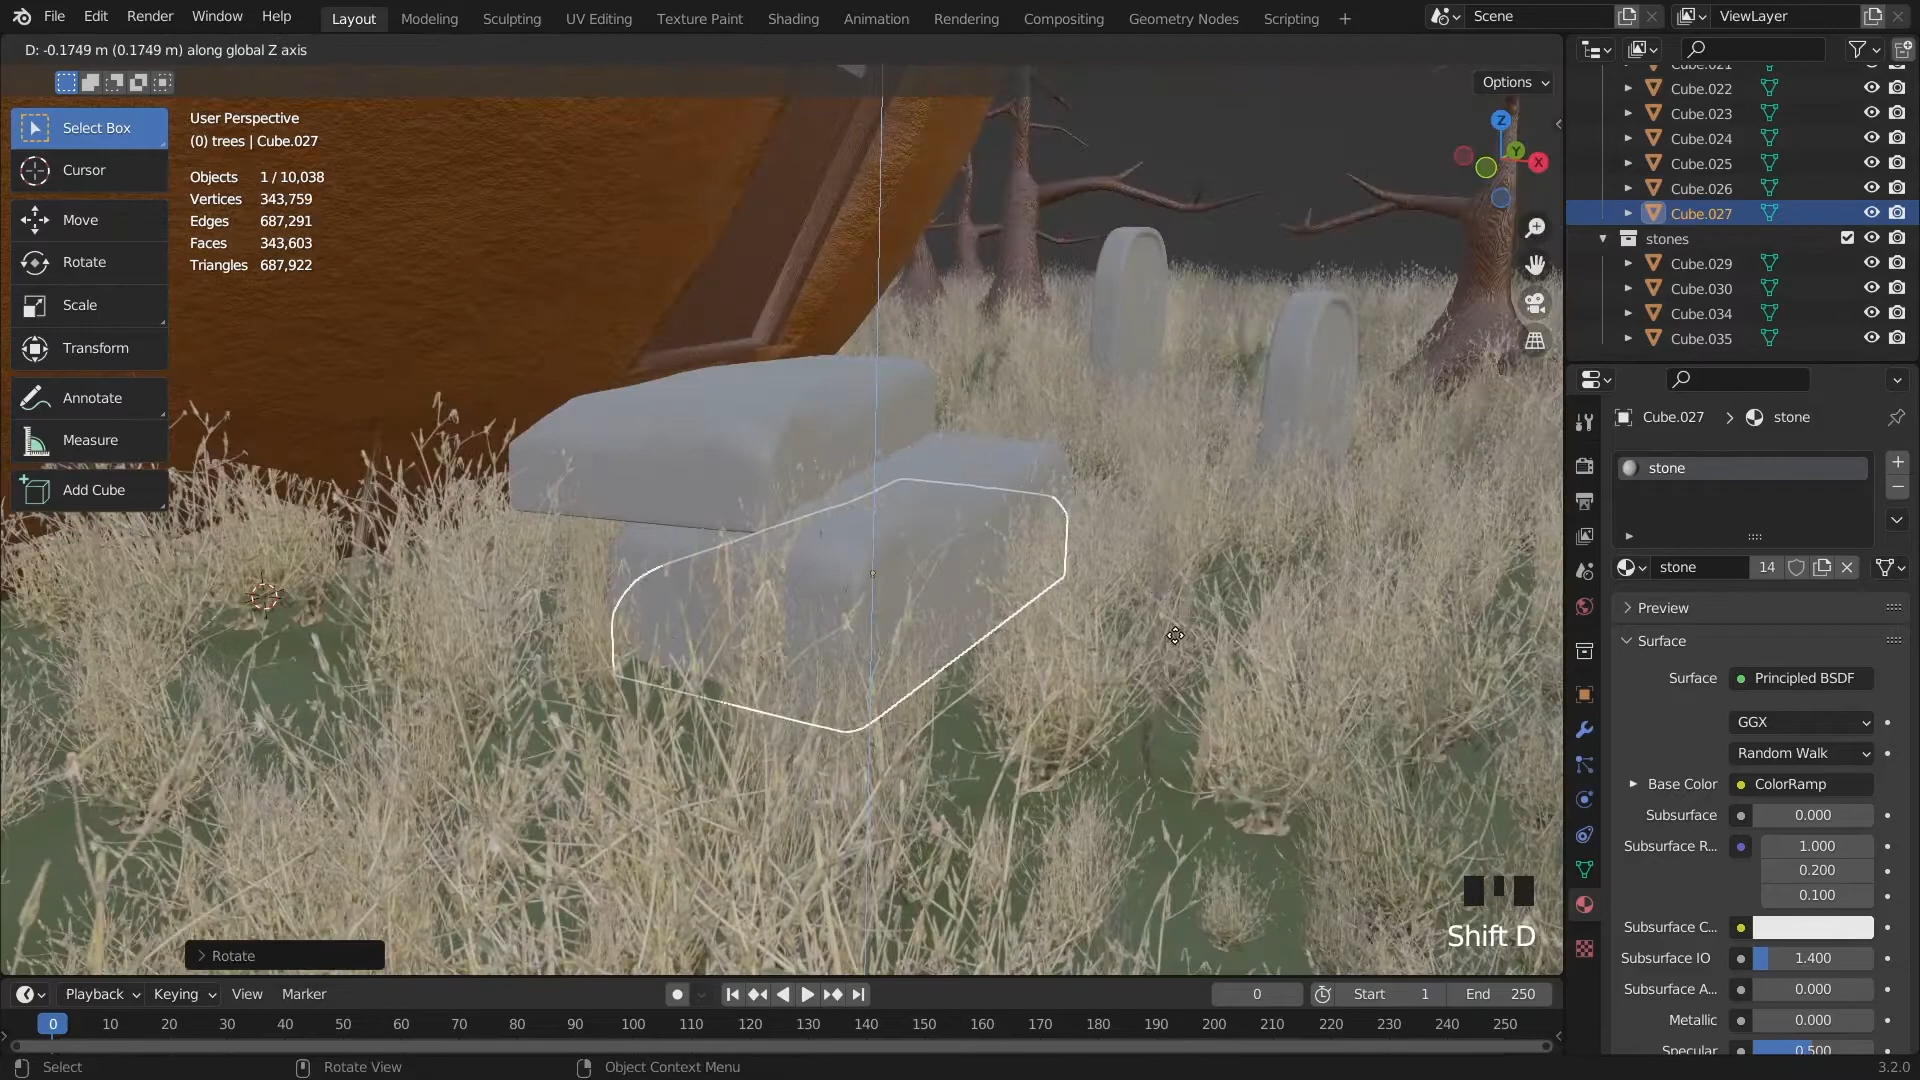 File Edit Render Window Help Layout Modeling Sculpting UV Editing Texture Paint Shading Animation Rendering Compositing Geometry Nodes Scripting Scene ViewLayer
D: -0.1749 m (0.1749 m) along global Z axis
Options
User Perspective
(0) trees | Cube.027
Objects 1 / 10,038
Vertices 343,759
Edges 687,291
Faces 343,603
Triangles 687,922
Select Box
Cursor
Move
Rotate
Scale
Transform
Annotate
Measure
Add Cube
Z
Y
X
Cube.021
Cube.022
Cube.023
Cube.024
Cube.025
Cube.026
Cube.027
stones
Cube.029
Cube.030
Cube.034
Cube.035
Cube.027 stone
stone
stone 14
Preview
Surface
Surface Principled BSDF
GGX
Random Walk
Base Color ColorRamp
Subsurface 0.000
Subsurface R... 1.000
0.200
0.100
Subsurface C...
Subsurface IO 1.400
Subsurface A... 0.000
Metallic 0.000
Specular 0.500
Shift D
Rotate
Playback Keying View Marker 0 Start 1 End 250
0 10 20 30 40 50 60 70 80 90 100 110 120 130 140 150 160 170 180 190 200 210 220 230 240 250
Select Rotate View Object Context Menu 3.2.0